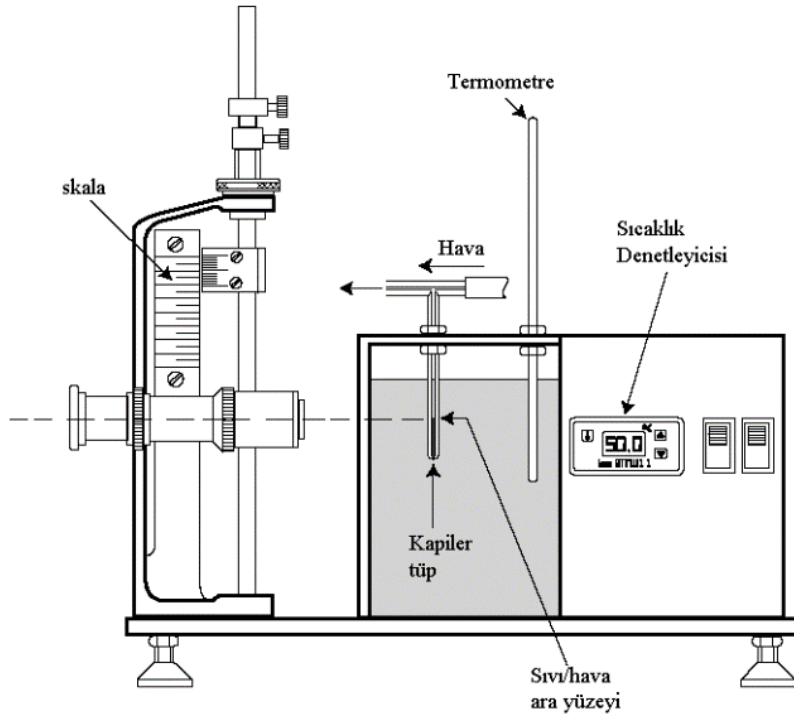 Termometre
skala
Hava
Sıcaklık
Denetleyicisi
50.0
Kapiler
tüp
Sıvı/hava
ara yüzeyi